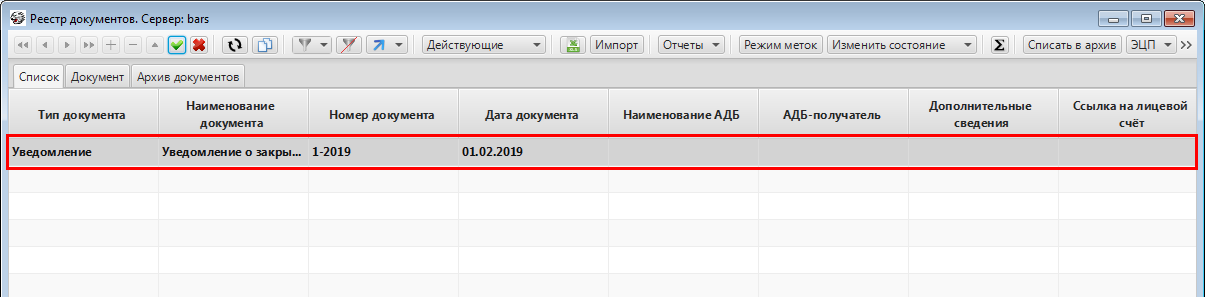 Реестр документов. Сервер: bars
Действующие Импорт Отчеты Режим меток Изменить состояние Σ Списать в архив ЭЦП
Список Документ Архив документов
Тип документа
Наименование
документа
Номер документа
Дата документа
Наименование АДБ
АДБ-получатель
Дополнительные
сведения
Ссылка на лицевой
счёт
Уведомление Уведомление о закры... 1-2019 01.02.2019